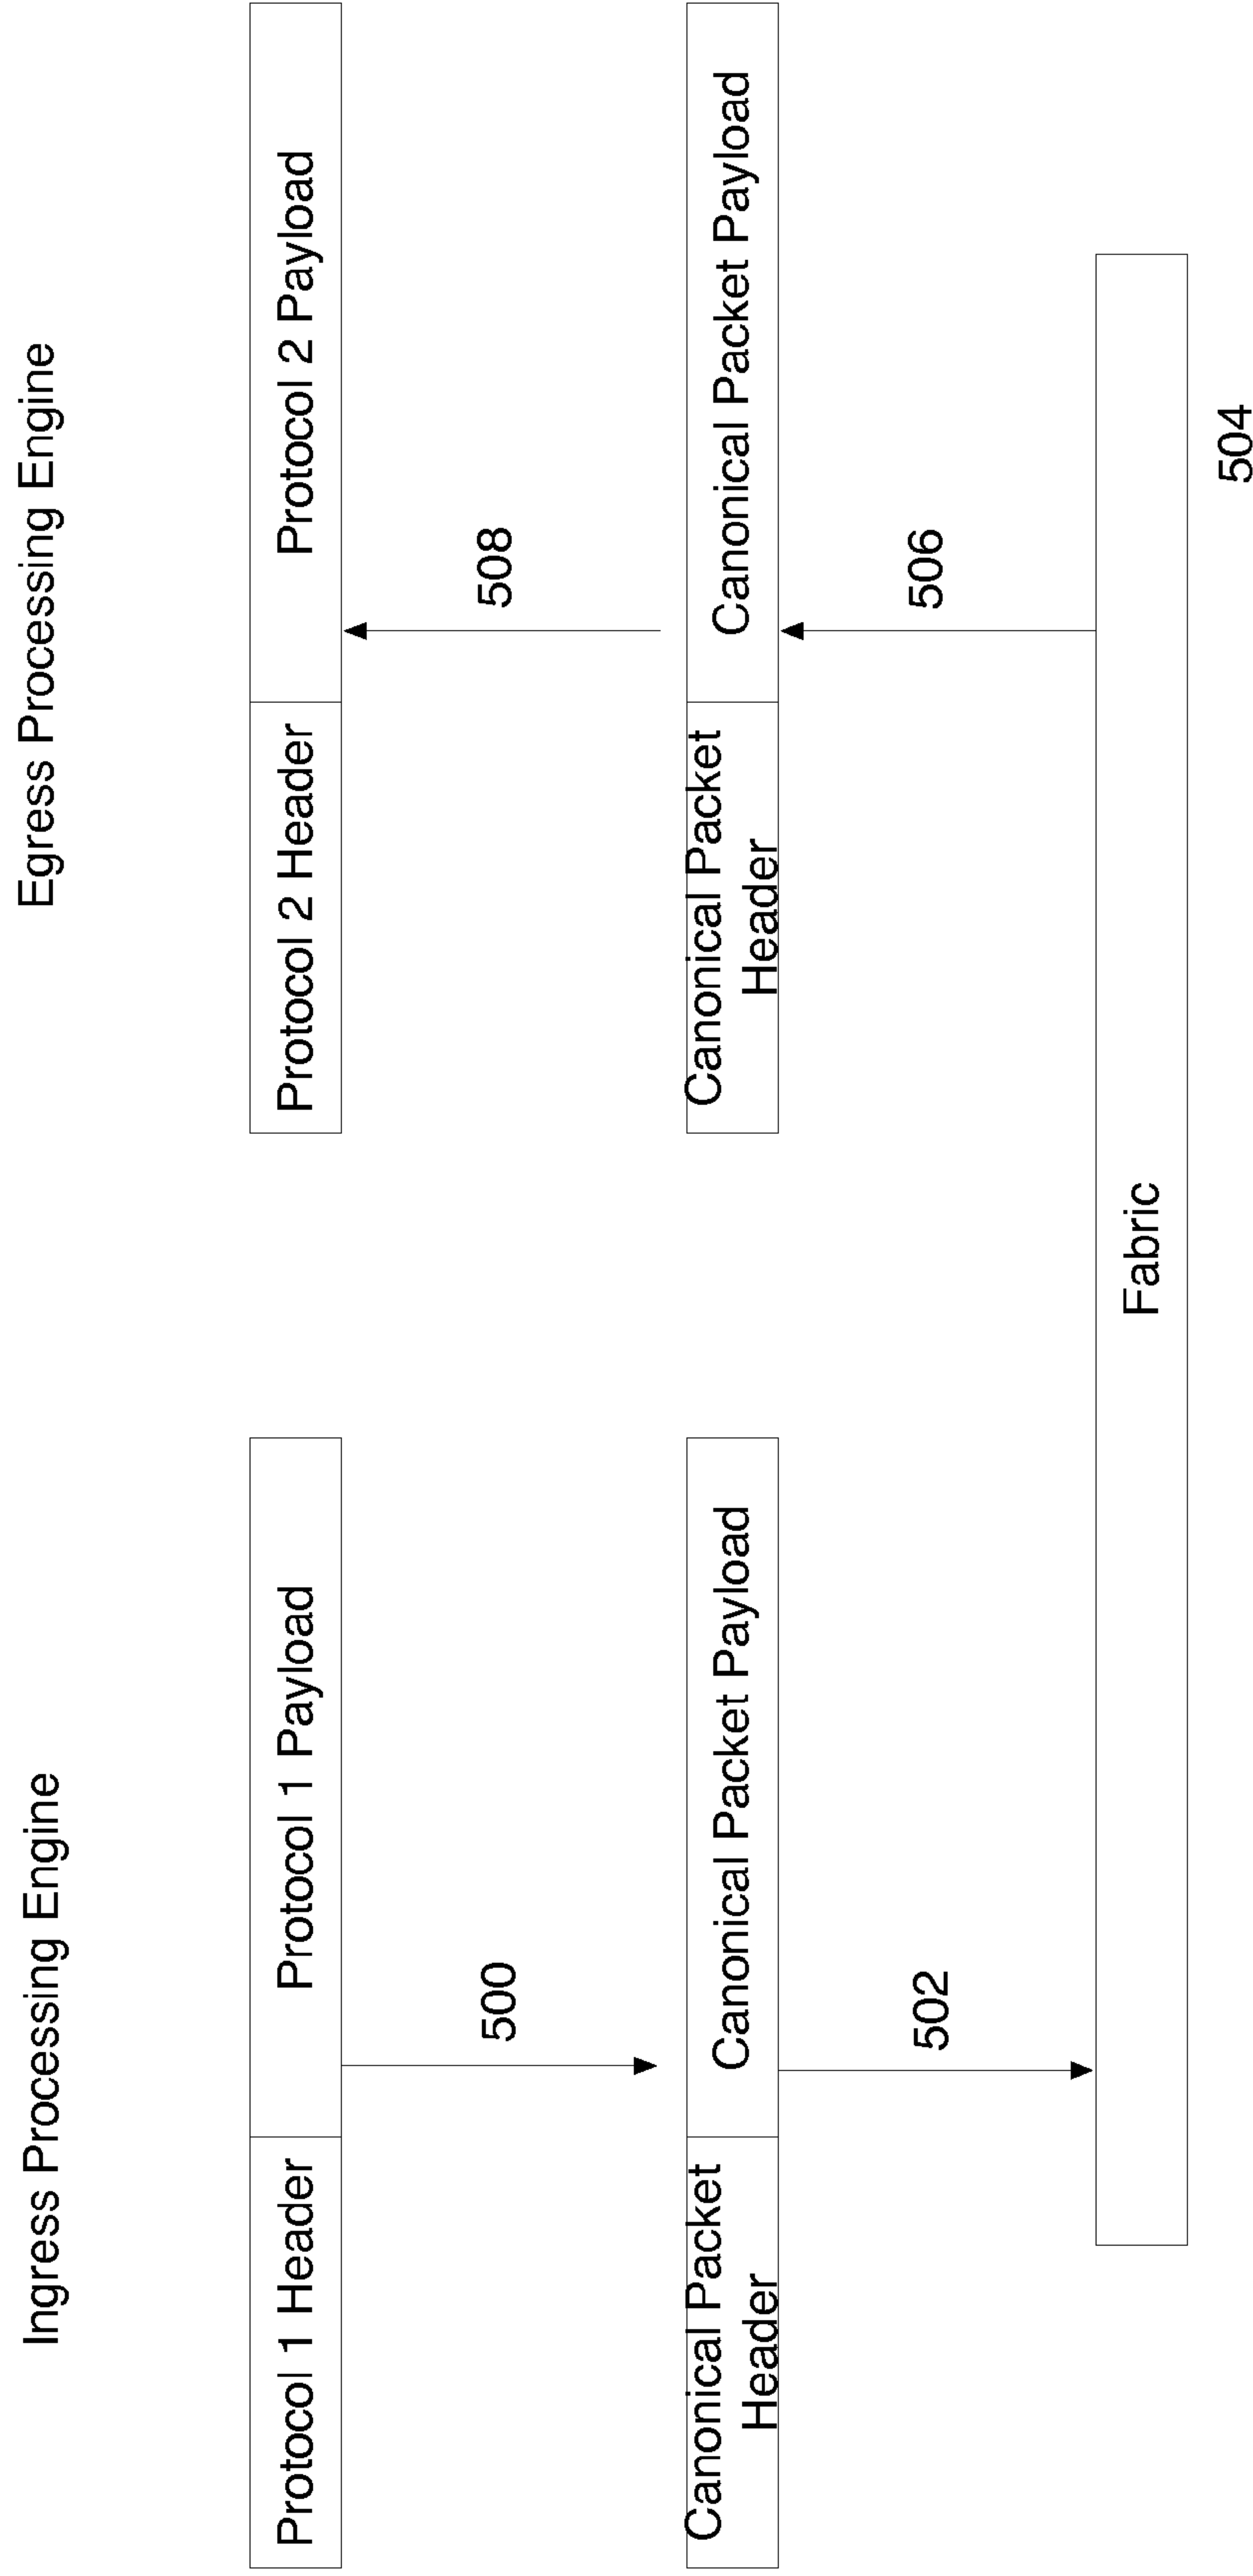 Ingress Processing Engine
Egress Processing Engine
Protocol 1 Header
Protocol 1 Payload
Protocol 2 Header
Protocol 2 Payload
500
508
Canonical Packet
Header
Canonical Packet Payload
Canonical Packet
Header
Canonical Packet Payload
502
506
Fabric
504